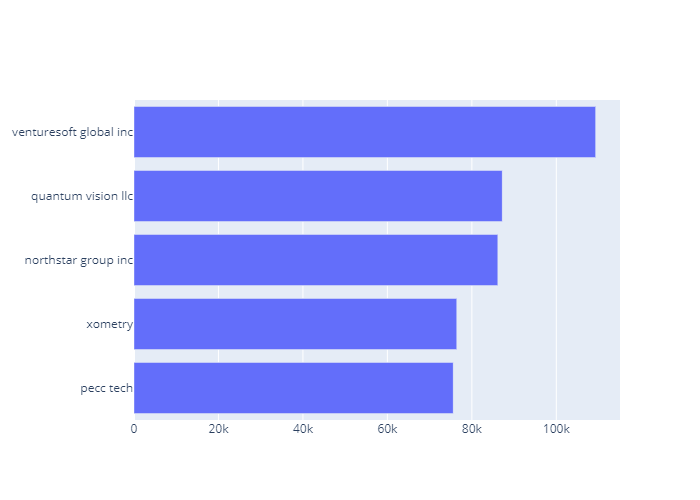 venturesoft global inc
quantum vision llc
northstar group inc
xometry
pecc tech
0 20k 40k 60k 80k 100k